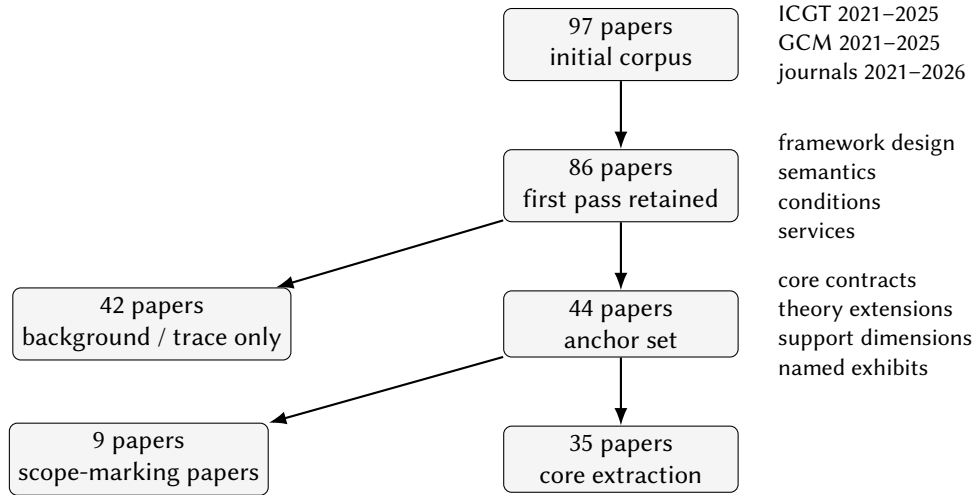 97 papers
initial corpus
ICGT 2021–2025
GCM 2021–2025
journals 2021–2026
86 papers
first pass retained
framework design
semantics
conditions
services
42 papers
background / trace only
44 papers
anchor set
core contracts
theory extensions
support dimensions
named exhibits
9 papers
scope-marking papers
35 papers
core extraction